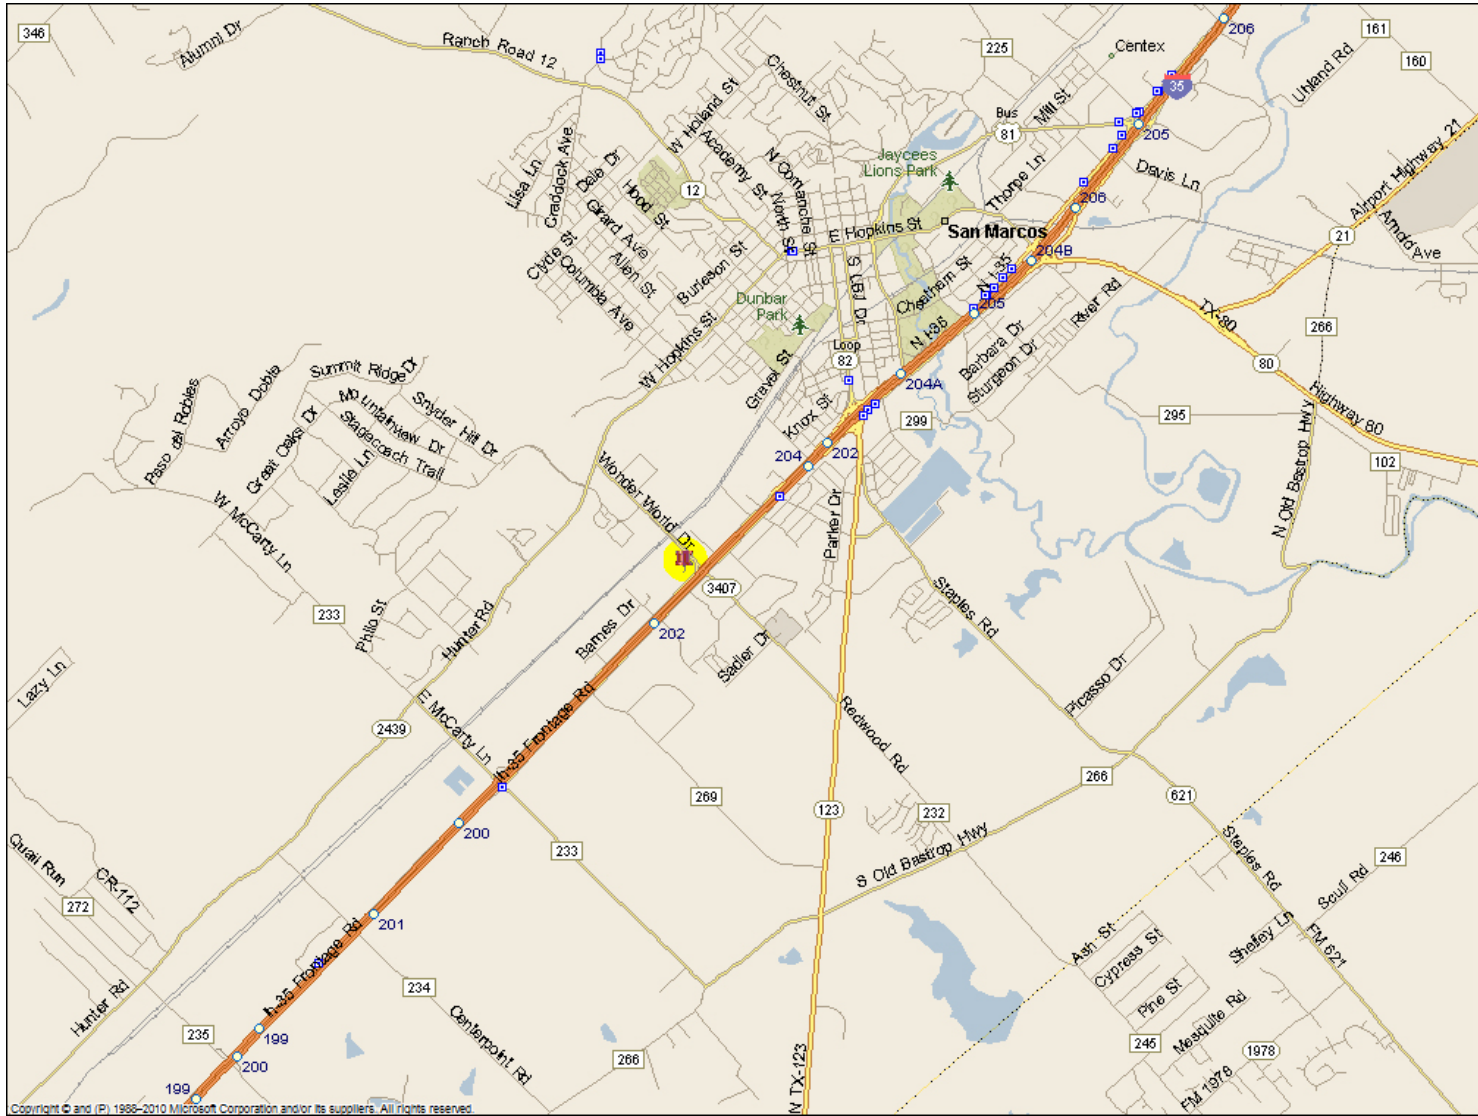 346
Alumni Dr
Ranch Road 12
Chestnut St
225
Centex
206
161
160
Uhland Rd
35
Bus
81
Mill St
205
W Holland St
Academy St
N Comanche St
North St
Craddock Ave
Lisa Ln
Dale Dr
Hood St
Girard Ave
Allen St
Clyde St
Columbia Ave
12
Jaycees
Lions Park
Thorpe Ln
Davis Ln
206
Airport Highway 21
21
Arnold Ave
E Hopkins St
San Marcos
204B
Burleson St
S LBJ Dr
Cheatham St
N I-35
River Rd
Dunbar
Park
205
TX-80
266
W Hopkins St
Loop
82
N I-35
Barbara Dr
Sturgeon Dr
80
Highway 80
Gravel St
204A
Summit Ridge Dr
Arroyo Doble
Paso del Robles
Mountainview Dr
Snyder Hill Dr
Great Oaks Dr
Stagecoach Trail
Leslie Ln
Knox St
299
295
N Old Bastrop Hwy
102
204
202
Wonder World Dr
W McCarty Ln
Parker Dr
3407
233
Philo St
Hunter Rd
Barnes Dr
202
Sadler Dr
Staples Rd
Lazy Ln
Picasso Dr
2439
E McCarty Ln
Ih-35 Frontage Rd
Redwood Rd
269
123
266
232
621
200
233
S Old Bastrop Hwy
Staples Rd
246
Scull Rd
Quail Run
CR-112
272
201
Ih-35 Frontage Rd
Ash St
Cypress St
Pine St
Shelley Ln
FM 621
Hunter Rd
234
Centerpoint Rd
235
199
200
199
266
N TX-123
245
Mesquite Rd
1978
FM 1978
Copyright © and (P) 1988–2010 Microsoft Corporation and/or its suppliers. All rights reserved.